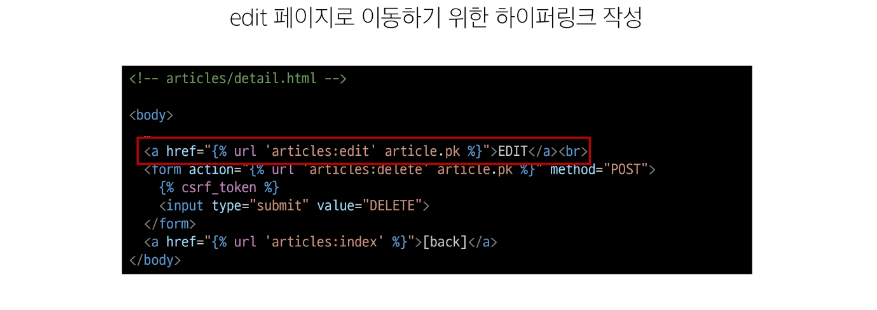 edit 페이지로 이동하기 위한 하이퍼링크 작성
<!-- articles/detail.html -->
<body>
…
<a href="{% url 'articles:edit' article.pk %}">EDIT</a><br>
<form action="{% url 'articles:delete' article.pk %}" method="POST">
{% csrf_token %}
<input type="submit" value="DELETE">
</form>
<a href="{% url 'articles:index' %}">[back]</a>
</body>